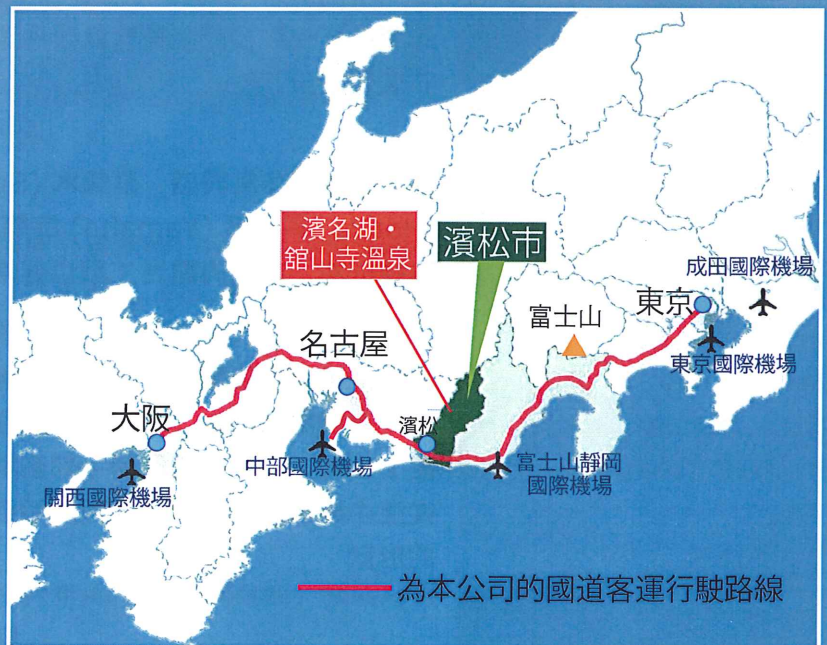 濱名湖・
舘山寺溫泉
濱松市
成田國際機場
東京
富士山
東京國際機場
名古屋
大阪
濱松
中部國際機場
富士山靜岡
國際機場
關西國際機場
為本公司的國道客運行駛路線